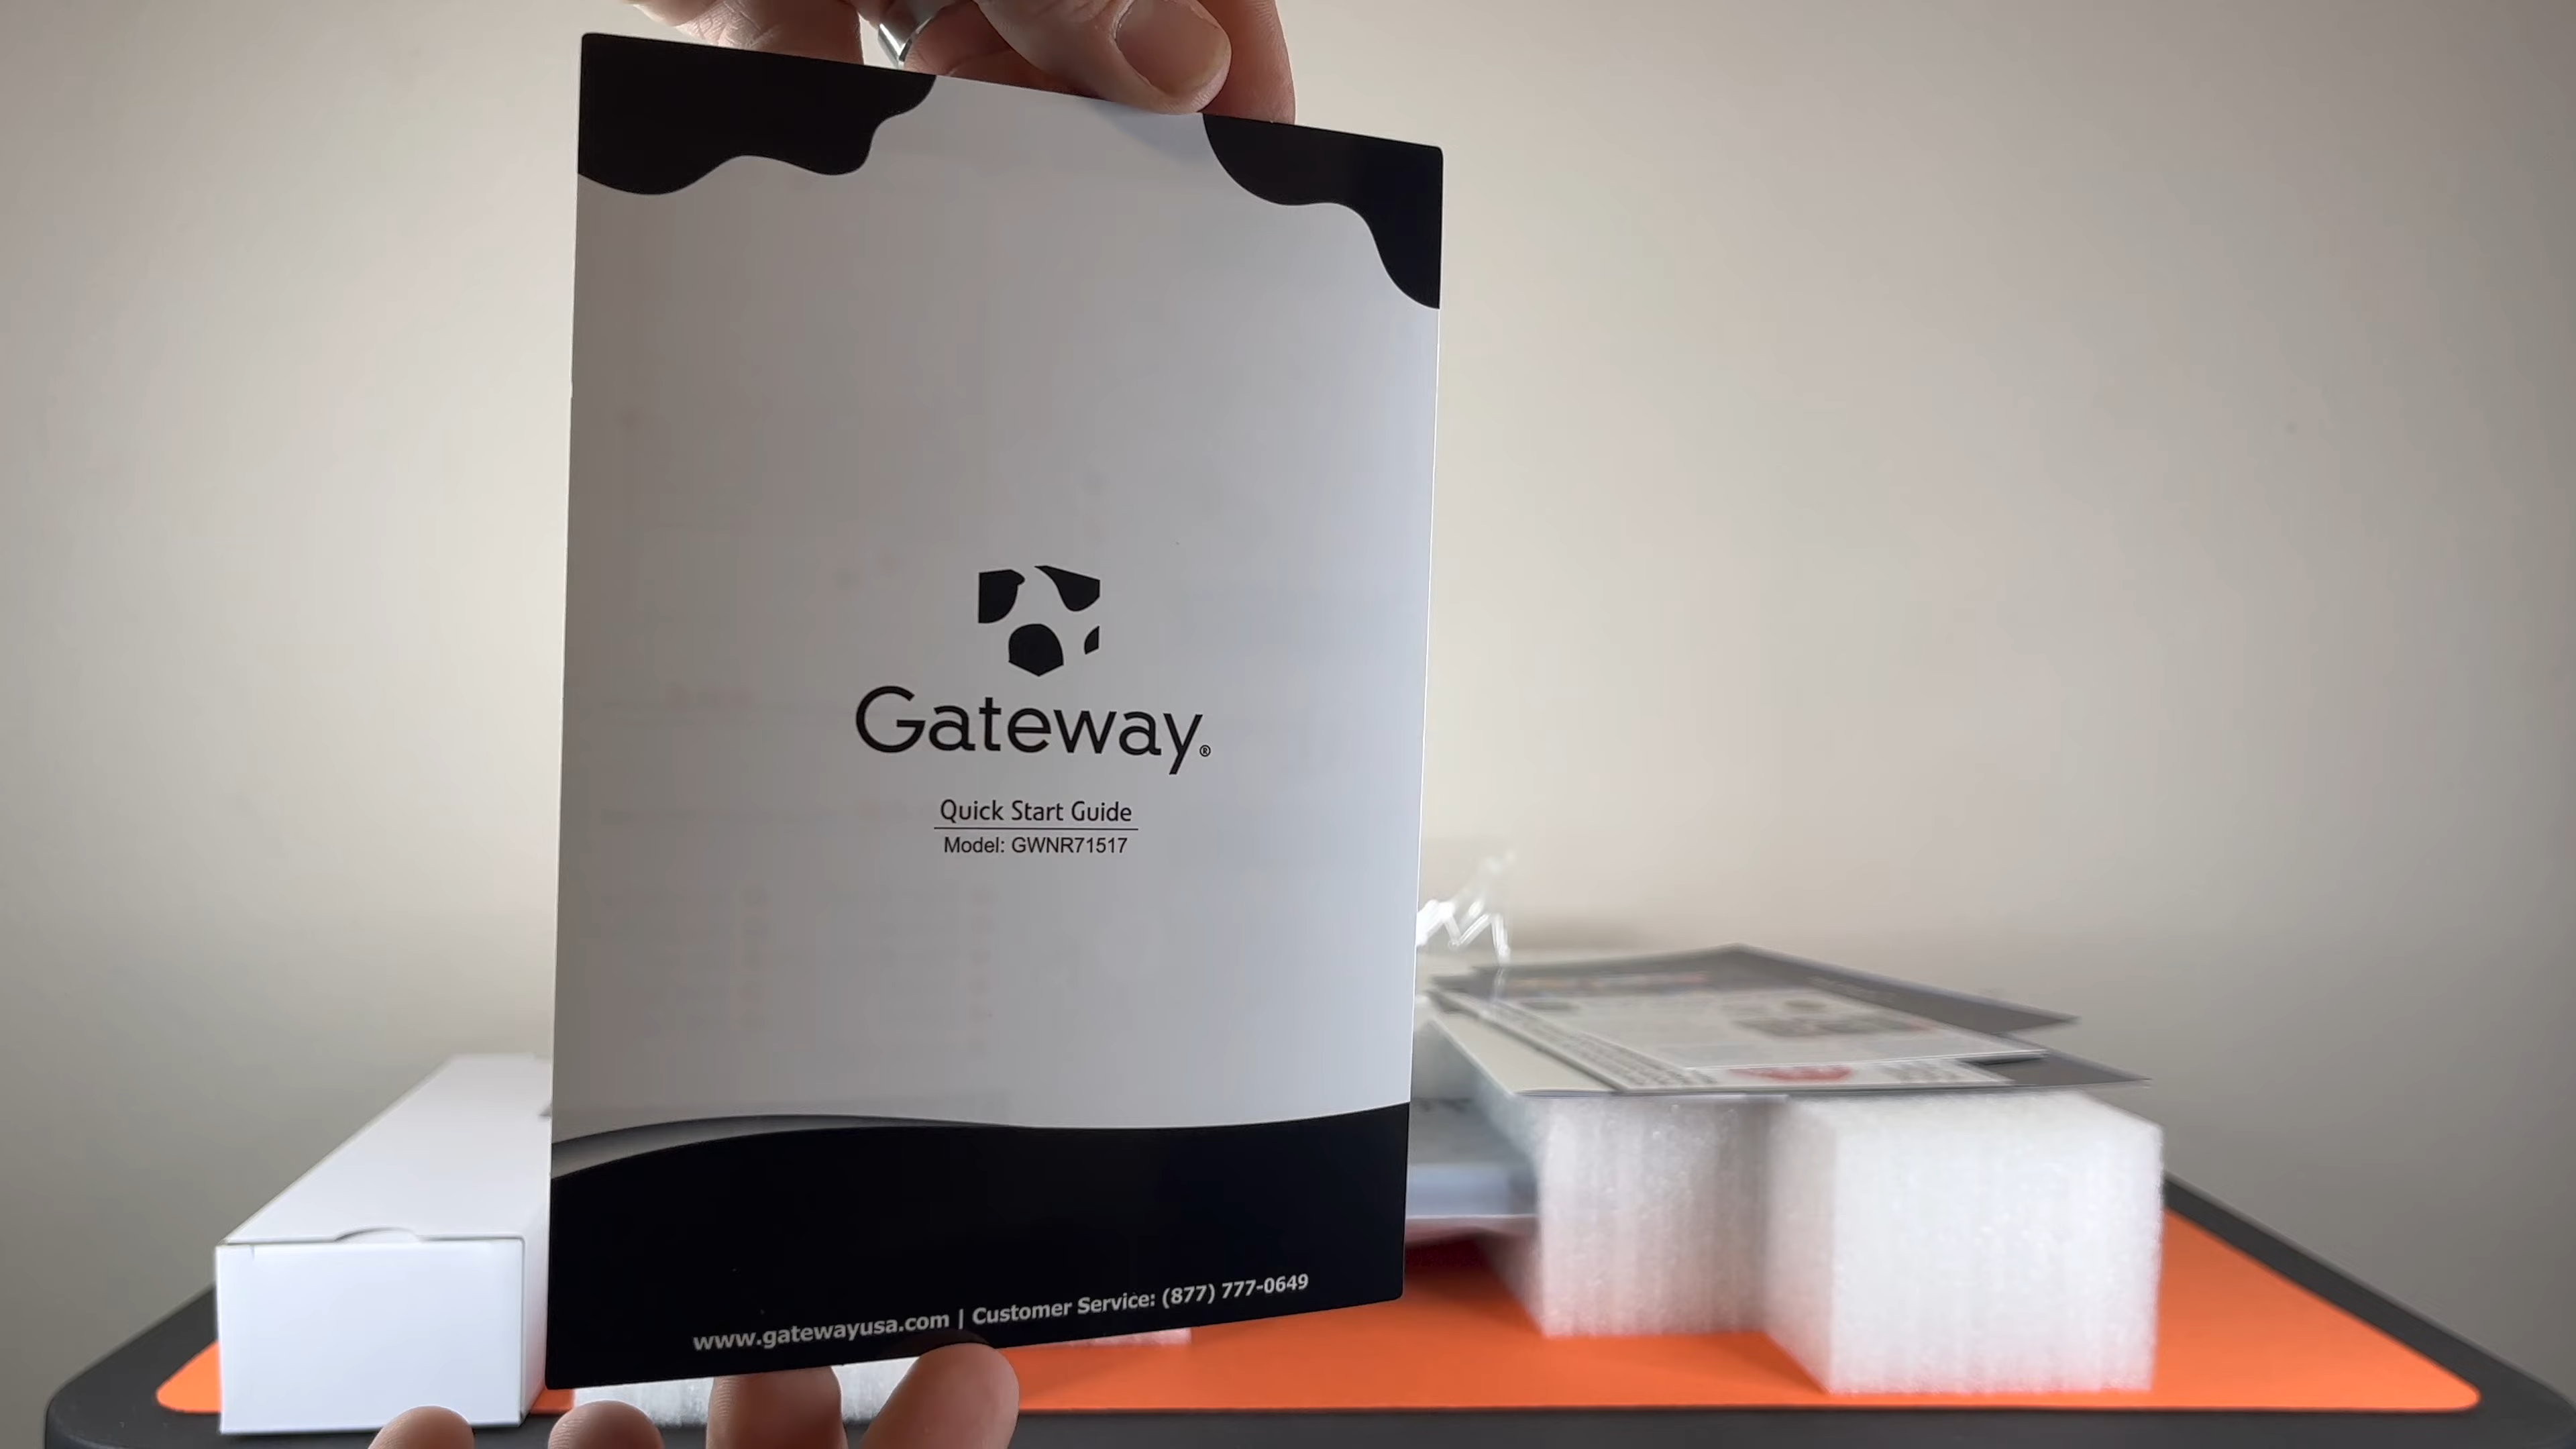 Gateway®
Quick Start Guide
Model: GWNR71517
www.gatewayusa.com | Customer Service: (877) 777-0649